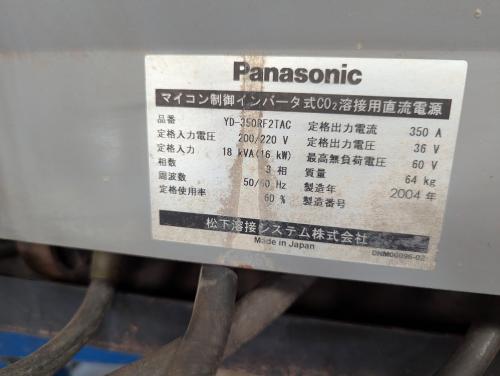 Panasonic
マイコン制御インバータ式CO₂溶接用直流電源
品番 YD-350RF2TAC 定格出力電流 350 A
定格入力電圧 200/220 V 定格出力電圧 36 V
定格入力 18 kVA(16 kW) 最高無負荷電圧 60 V
相数 3 相 質量 64 kg
周波数 50/60 Hz 製造年 2004 年
定格使用率 60 % 製造番号
松下溶接システム株式会社
Made in Japan
DNM00096-02